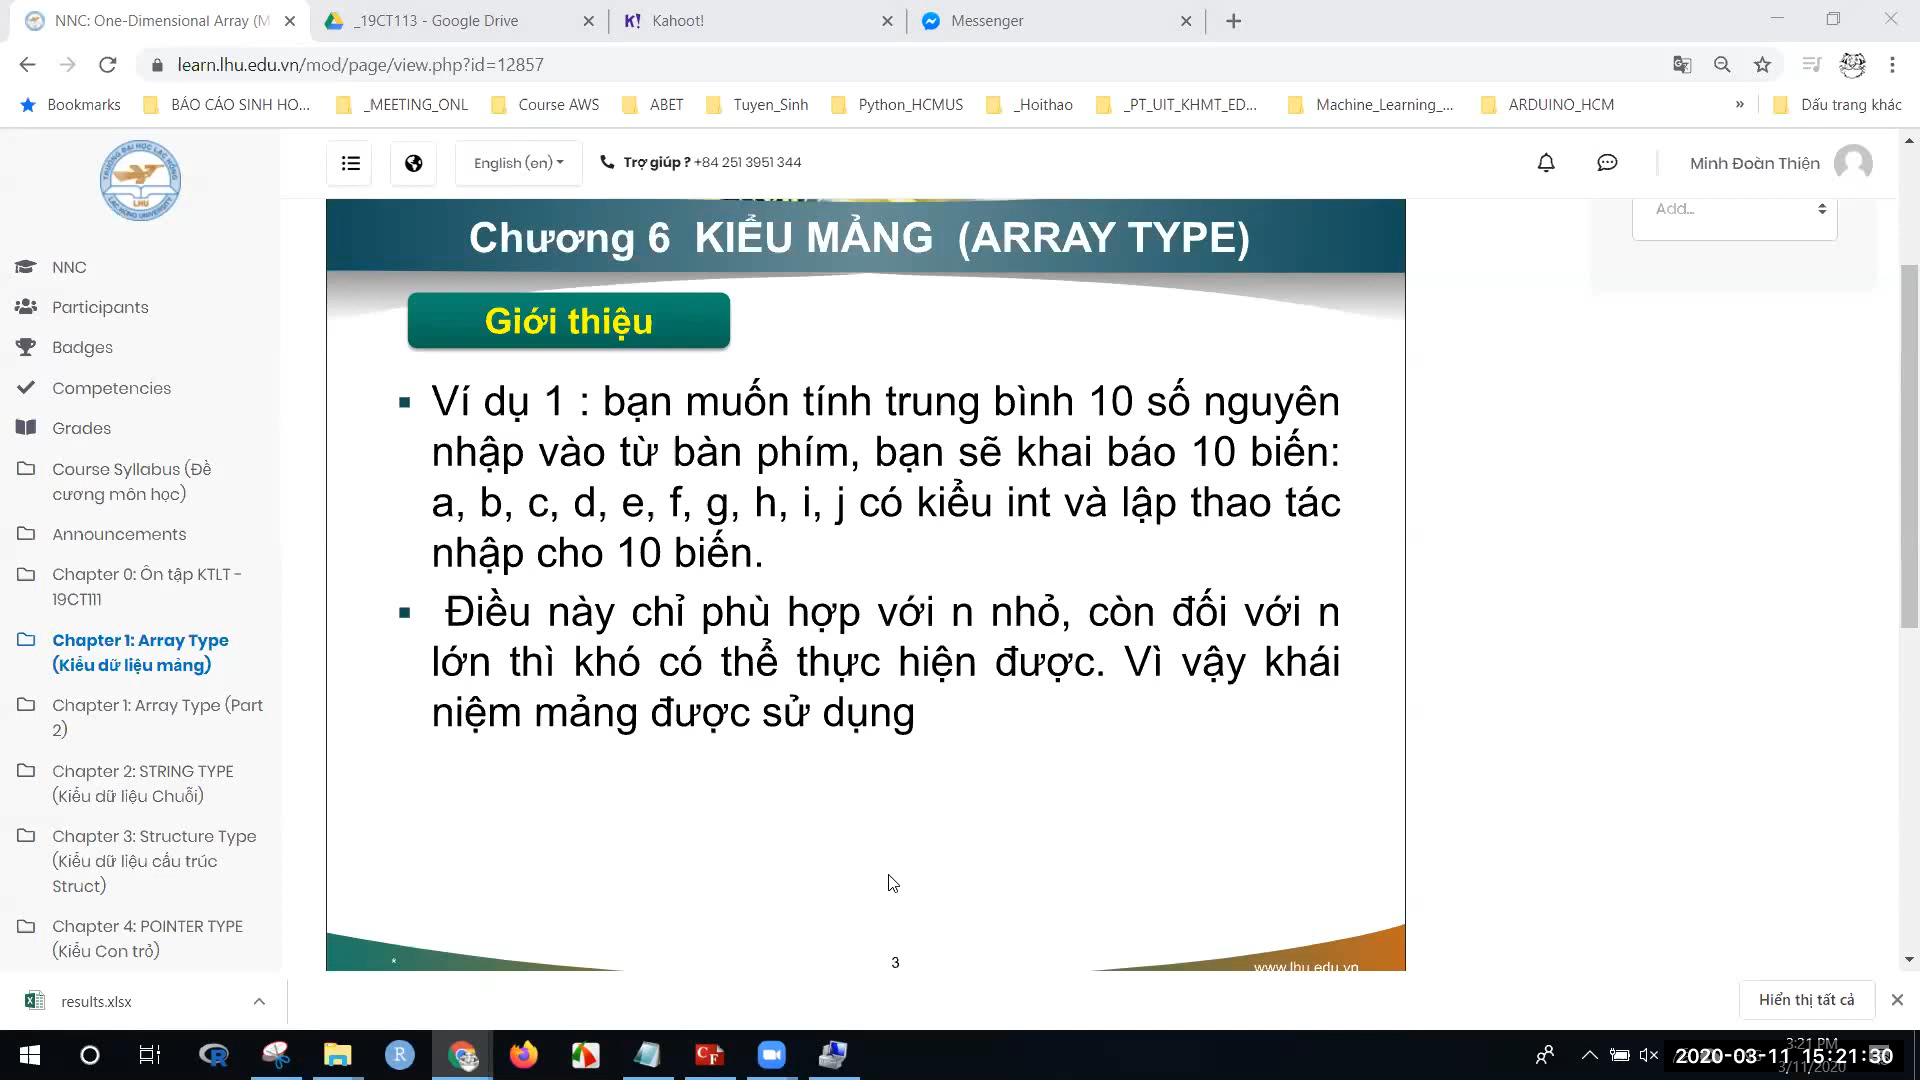 NNC: One-Dimensional Array (M
_19CT113 - Google Drive
Kahoot!
Messenger
learn.lhu.edu.vn/mod/page/view.php?id=12857
Bookmarks
BÁO CÁO SINH HO...
_MEETING_ONL
Course AWS
ABET
Tuyen_Sinh
Python_HCMUS
_Hoithao
_PT_UIT_KHMT_ED...
Machine_Learning_...
ARDUINO_HCM
»
Dấu trang khác
English (en)
Trợ giúp ? +84 251 3951 344
Minh Đoàn Thiện
Add...
NNC
Participants
Badges
Competencies
Grades
Course Syllabus (Đề
cương môn học)
Announcements
Chapter 0: Ôn tập KTLT -
19CT111
Chapter 1: Array Type
(Kiểu dữ liệu mảng)
Chapter 1: Array Type (Part
2)
Chapter 2: STRING TYPE
(Kiểu dữ liệu Chuỗi)
Chapter 3: Structure Type
(Kiểu dữ liệu cấu trúc
Struct)
Chapter 4: POINTER TYPE
(Kiểu Con trỏ)
Chương 6 KIỂU MẢNG (ARRAY TYPE)
Giới thiệu
▪ Ví dụ 1 : bạn muốn tính trung bình 10 số nguyên
nhập vào từ bàn phím, bạn sẽ khai báo 10 biến:
a, b, c, d, e, f, g, h, i, j có kiểu int và lập thao tác
nhập cho 10 biến.
▪ Điều này chỉ phù hợp với n nhỏ, còn đối với n
lớn thì khó có thể thực hiện được. Vì vậy khái
niệm mảng được sử dụng
*
3
www.lhu.edu.vn
results.xlsx
Hiển thị tất cả
3:21 PM
2020-03-11 15:21:30
3/11/2020